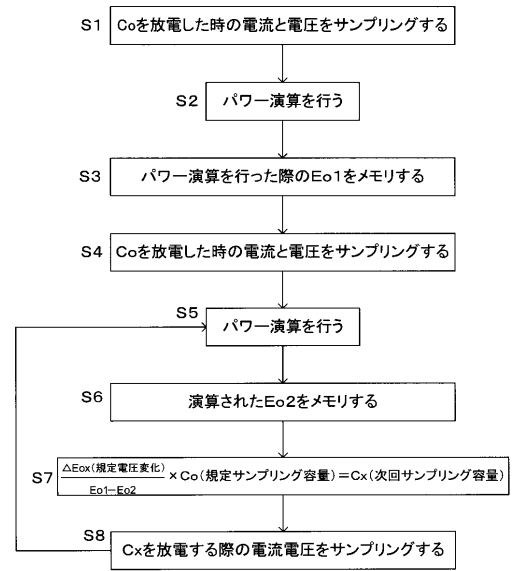 S1 Coを放電した時の電流と電圧をサンプリングする
S2 パワー演算を行う
S3 パワー演算を行った際のEo1をメモリする
S4 Coを放電した時の電流と電圧をサンプリングする
S5 パワー演算を行う
S6 演算されたEo2をメモリする
S7 △Eox(規定電圧変化)
Eo1−Eo2
×Co(規定サンプリング容量)=Cx(次回サンプリング容量)
S8 Cxを放電する際の電流電圧をサンプリングする